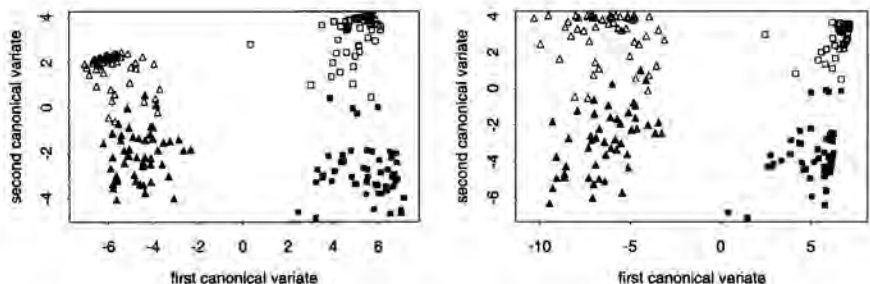 4
2
0
-2
-4
second canonical variate
-6 -4 -2 0 2 4 6
first canonical variate
4
2
0
-2
-4
-6
second canonical variate
-10 -5 0 5
first canonical variate